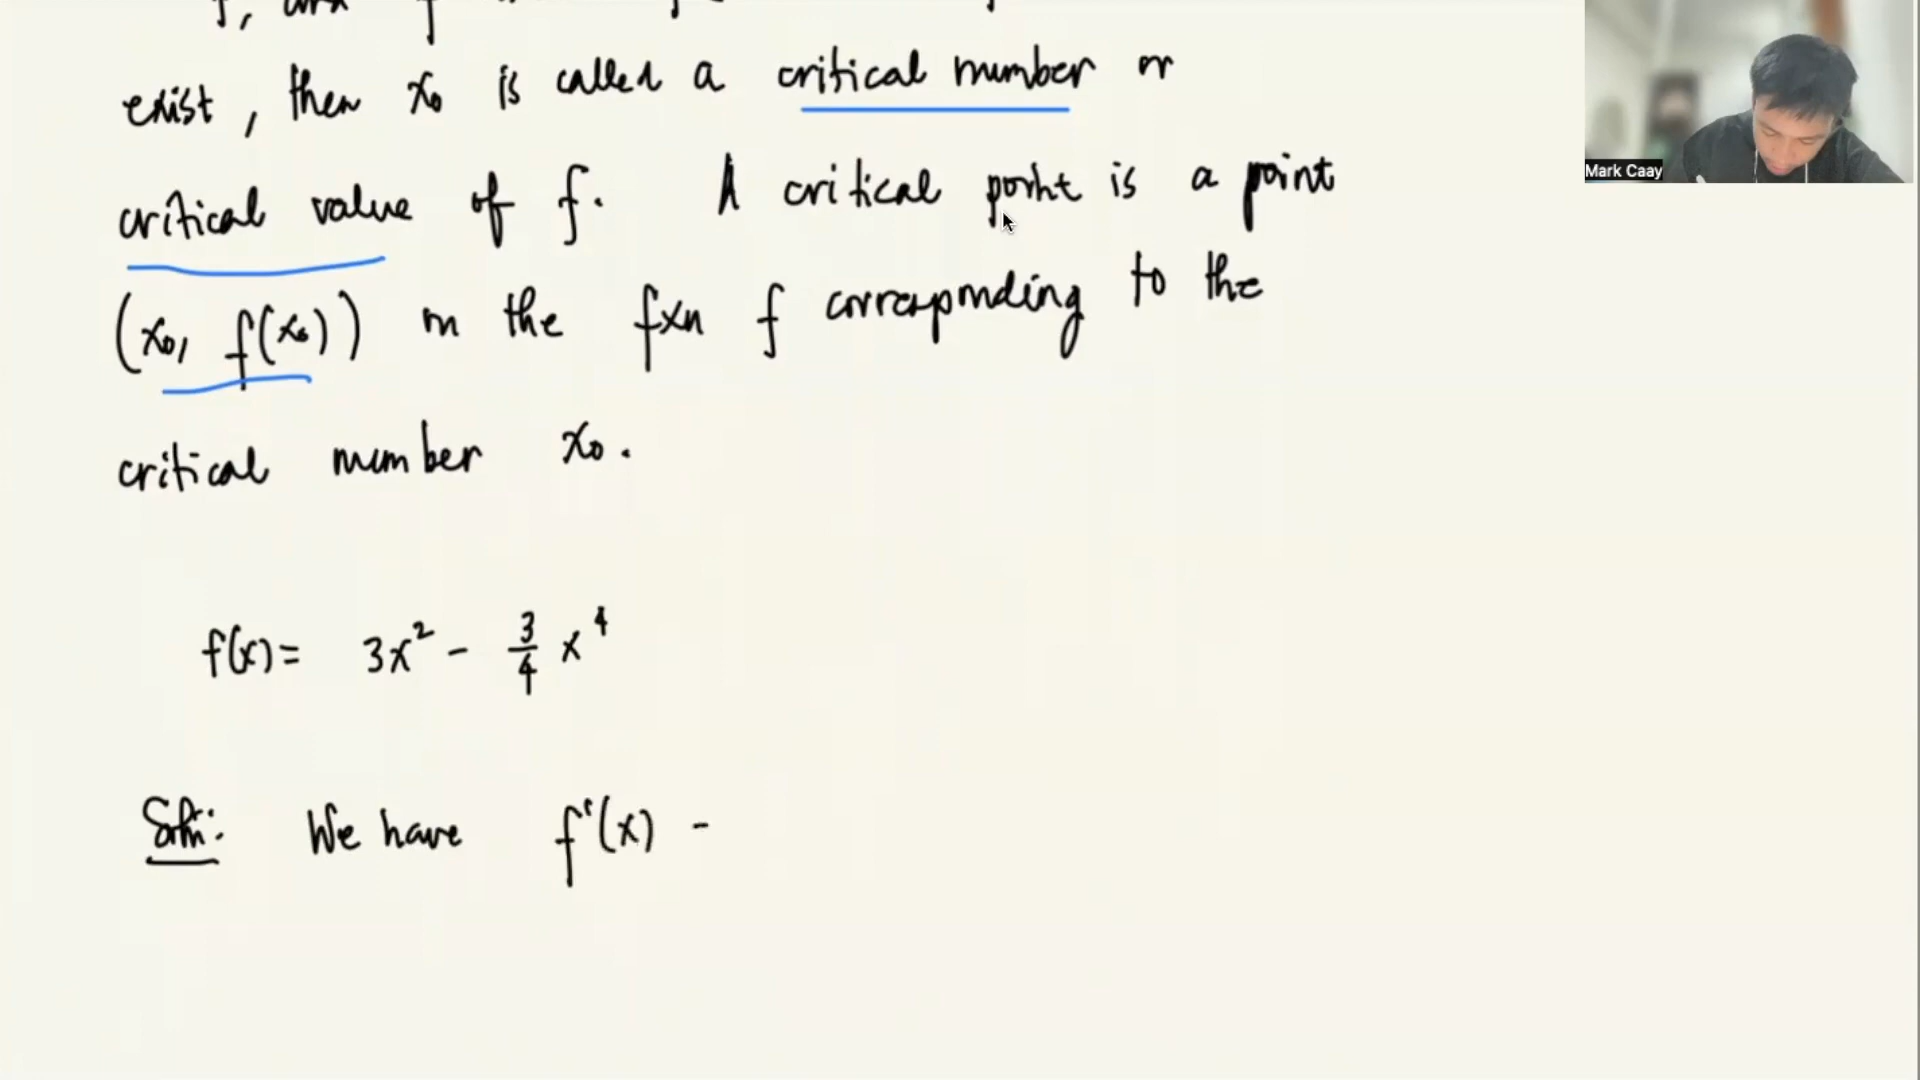 exist, then x₀ is called a critical number or
Mark Caay
critical value of f. A critical point is a point
(x₀, f(x₀)) on the fxn f corresponding to the
critical number x₀.
f(x) = 3x² - 3/4 x⁴
Soln: We have f'(x) -